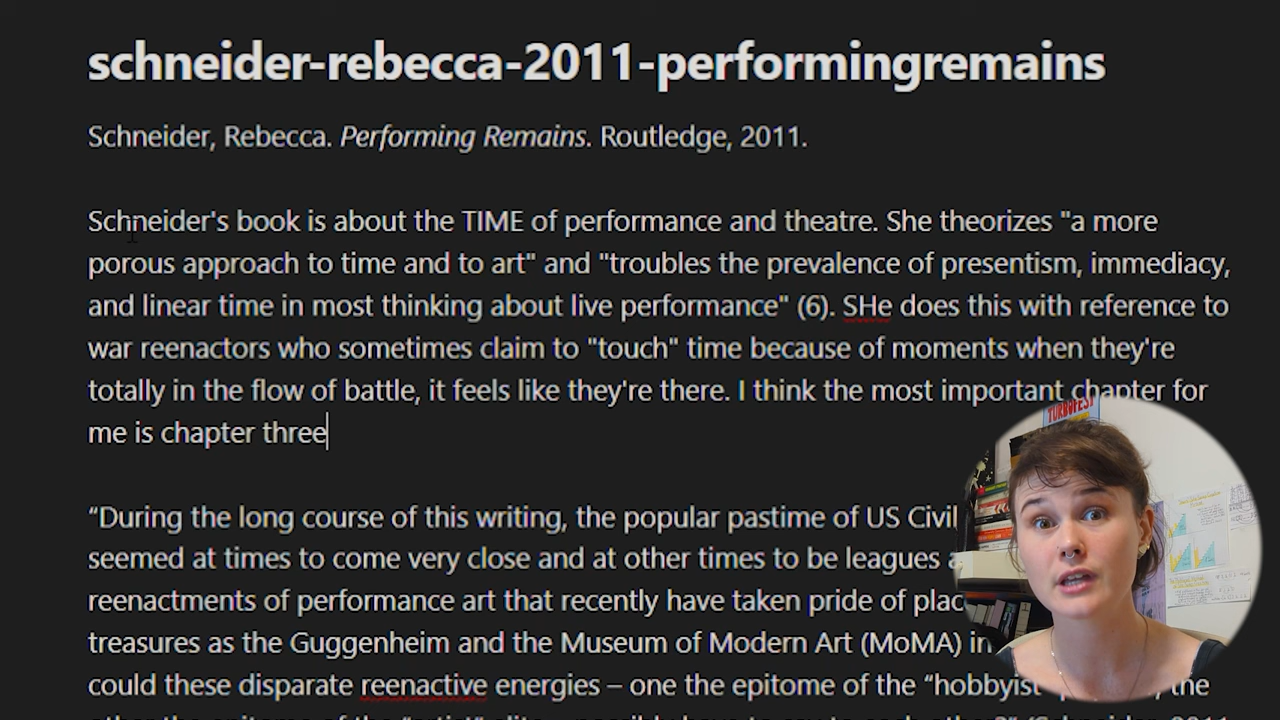 schneider-rebecca-2011-performingremains
Schneider, Rebecca. Performing Remains. Routledge, 2011.
Schneider's book is about the TIME of performance and theatre. She theorizes "a more
porous approach to time and to art" and "troubles the prevalence of presentism, immediacy,
and linear time in most thinking about live performance" (6). SHe does this with reference to
war reenactors who sometimes claim to "touch" time because of moments when they're
totally in the flow of battle, it feels like they're there. I think the most important chapter for
me is chapter three
“During the long course of this writing, the popular pastime of US Civil
seemed at times to come very close and at other times to be leagues
reenactments of performance art that recently have taken pride of
treasures as the Guggenheim and the Museum of Modern Art (MoMA) in
could these disparate reenactive energies – one the epitome of the “hobbyist the
TURBOFEST